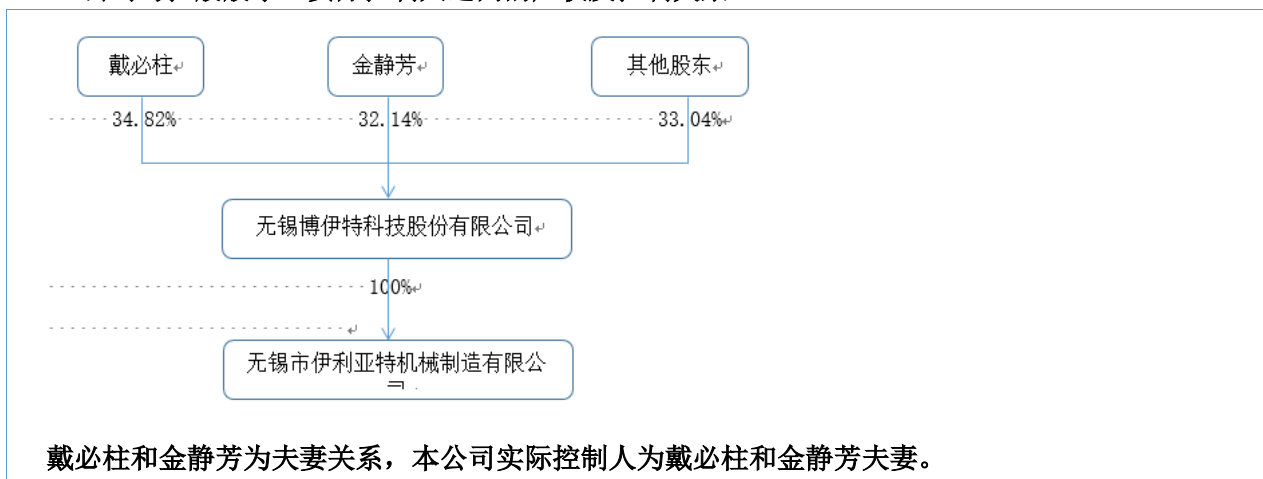 戴必柱
金静芳
其他股东
34.82%
32.14%
33.04%
无锡博伊特科技股份有限公司
100%
无锡市伊利亚特机械制造有限公
戴必柱和金静芳为夫妻关系，本公司实际控制人为戴必柱和金静芳夫妻。